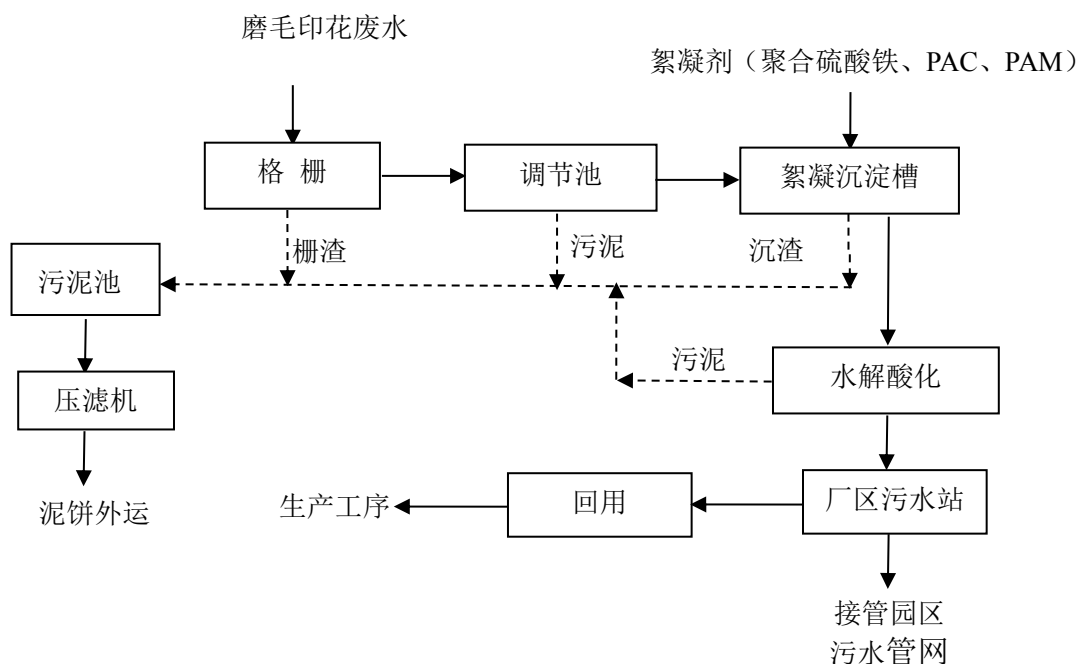 磨毛印花废水
絮凝剂（聚合硫酸铁、PAC、PAM）
格 栅
调节池
絮凝沉淀槽
栅渣
污泥
沉渣
污泥池
污泥
水解酸化
压滤机
泥饼外运
生产工序
回用
厂区污水站
接管园区
污水管网